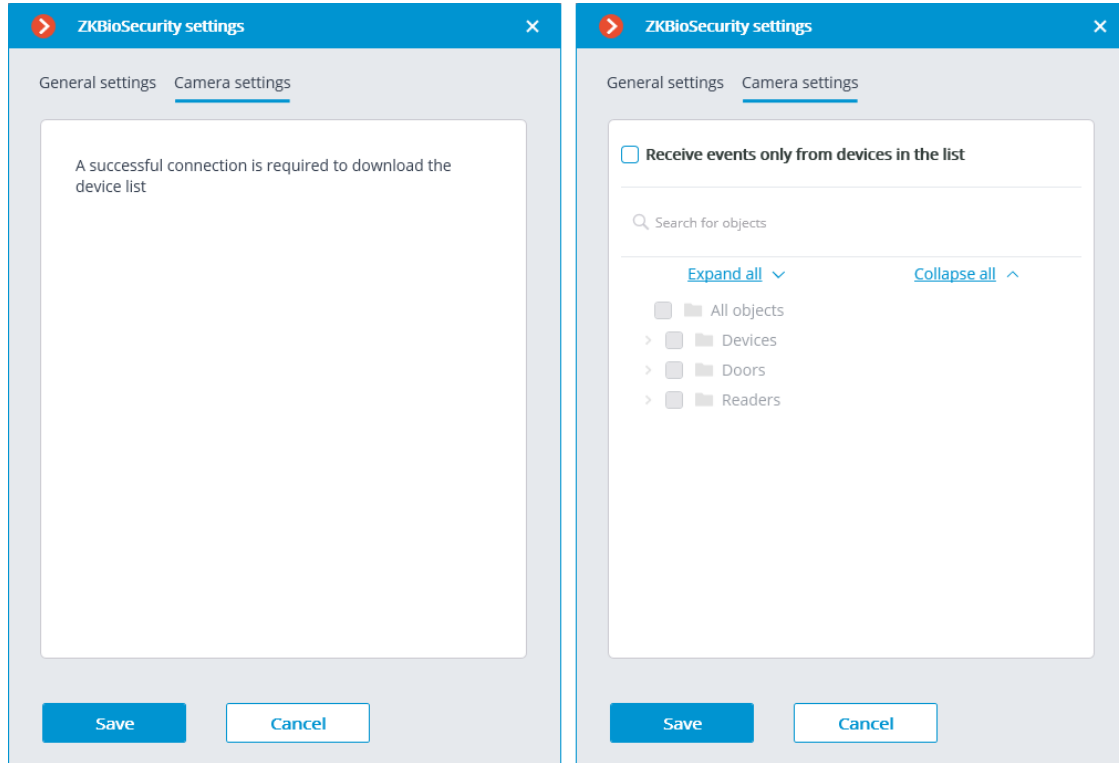 ZKBioSecurity settings
General settings Camera settings
A successful connection is required to download the
device list
Save Cancel
ZKBioSecurity settings
General settings Camera settings
Receive events only from devices in the list
Search for objects
Expand all Collapse all
All objects
Devices
Doors
Readers
Save Cancel